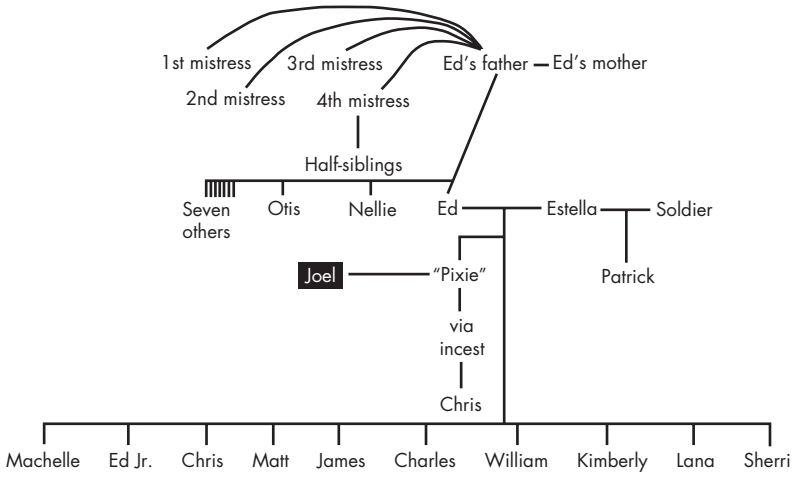 1st mistress
3rd mistress
Ed’s father
Ed’s mother
2nd mistress
4th mistress
Half-siblings
Seven
others
Otis
Nellie
Ed
Estella
Soldier
Joel
“Pixie”
Patrick
via
incest
Chris
Machelle
Ed Jr.
Chris
Matt
James
Charles
William
Kimberly
Lana
Sherri